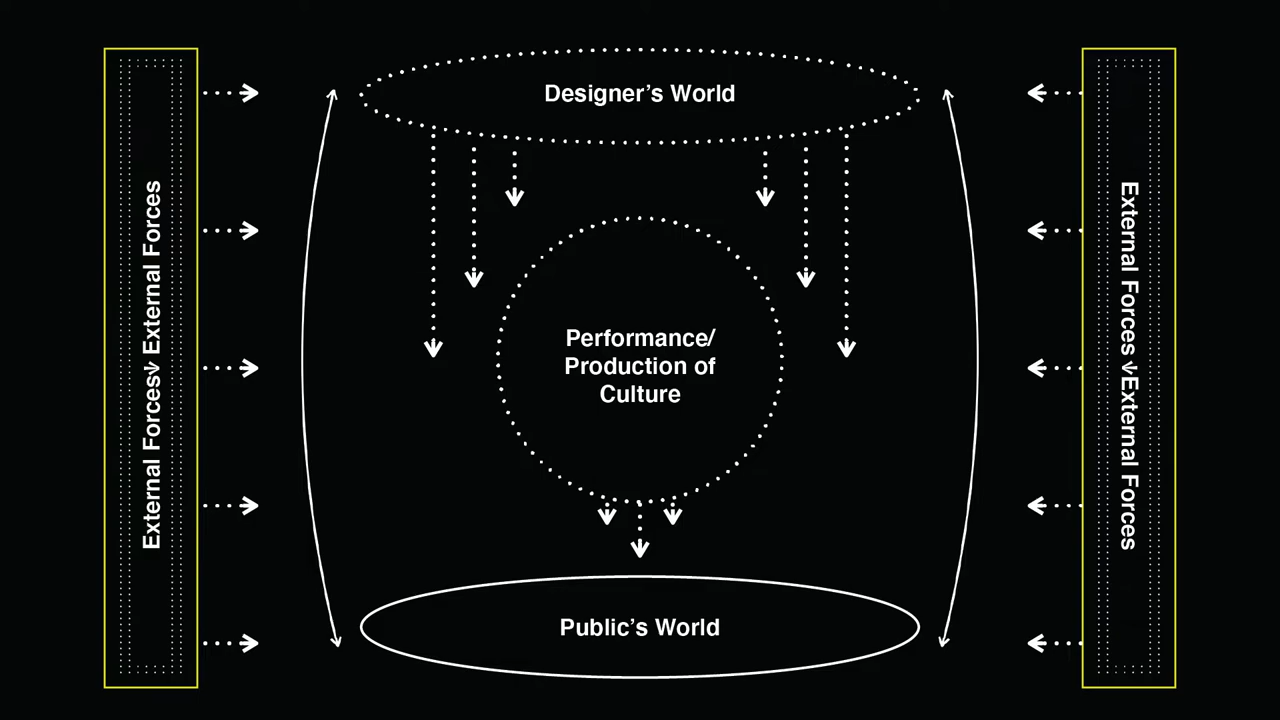 Designer’s World
External Forces External Forces
Performance/
Production of
Culture
External Forces External Forces
Public’s World